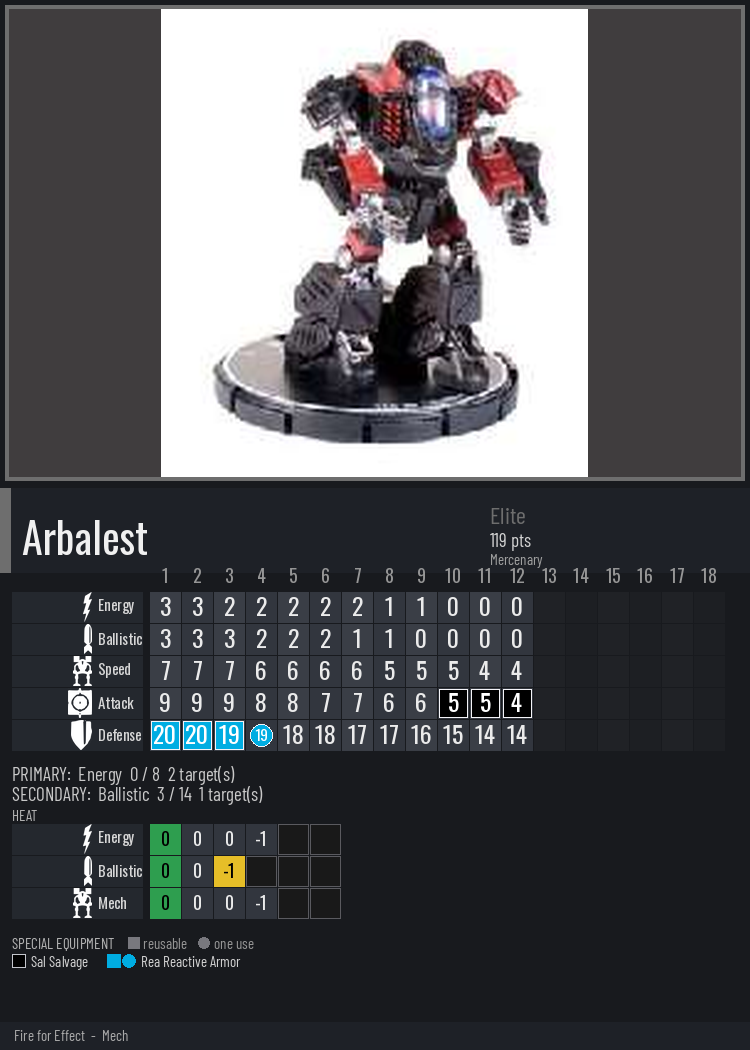 Arbalest
Elite
119 pts
Mercenary
1 2 3 4 5 6 7 8 9 10 11 12 13 14 15 16 17 18
Energy 3 3 2 2 2 2 2 1 1 0 0 0
Ballistic 3 3 3 2 2 2 1 1 0 0 0 0
Speed 7 7 7 6 6 6 6 5 5 5 4 4
Attack 9 9 9 8 8 7 7 6 6 5 5 4
Defense 20 20 19 19 18 18 17 17 16 15 14 14
PRIMARY: Energy 0 / 8 2 target(s)
SECONDARY: Ballistic 3 / 14 1 target(s)
HEAT
Energy 0 0 0 -1
Ballistic 0 0 -1
Mech 0 0 0 -1
SPECIAL EQUIPMENT reusable one use
Sal Salvage Rea Reactive Armor
Fire for Effect - Mech